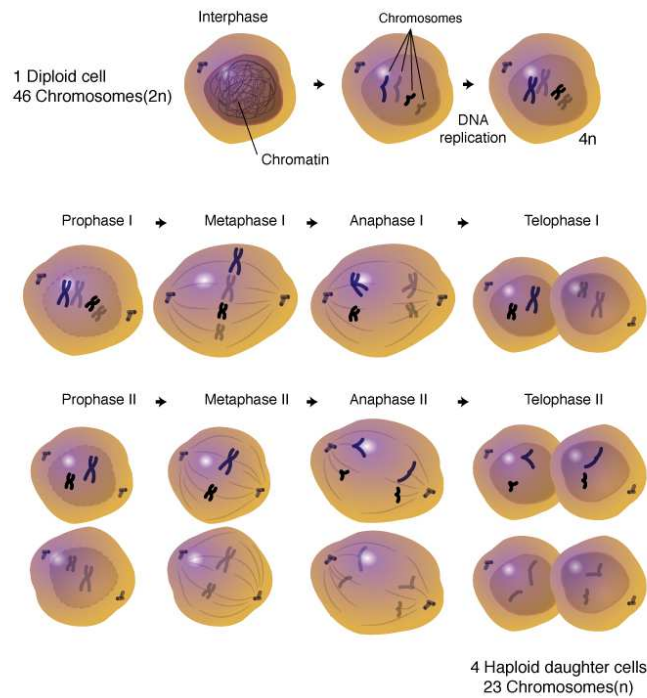 Interphase
Chromosomes
1 Diploid cell
46 Chromosomes(2n)
DNA
replication
4n
Chromatin
Prophase I
Metaphase I
Anaphase I
Telophase I
Prophase II
Metaphase II
Anaphase II
Telophase II
4 Haploid daughter cells
23 Chromosomes(n)